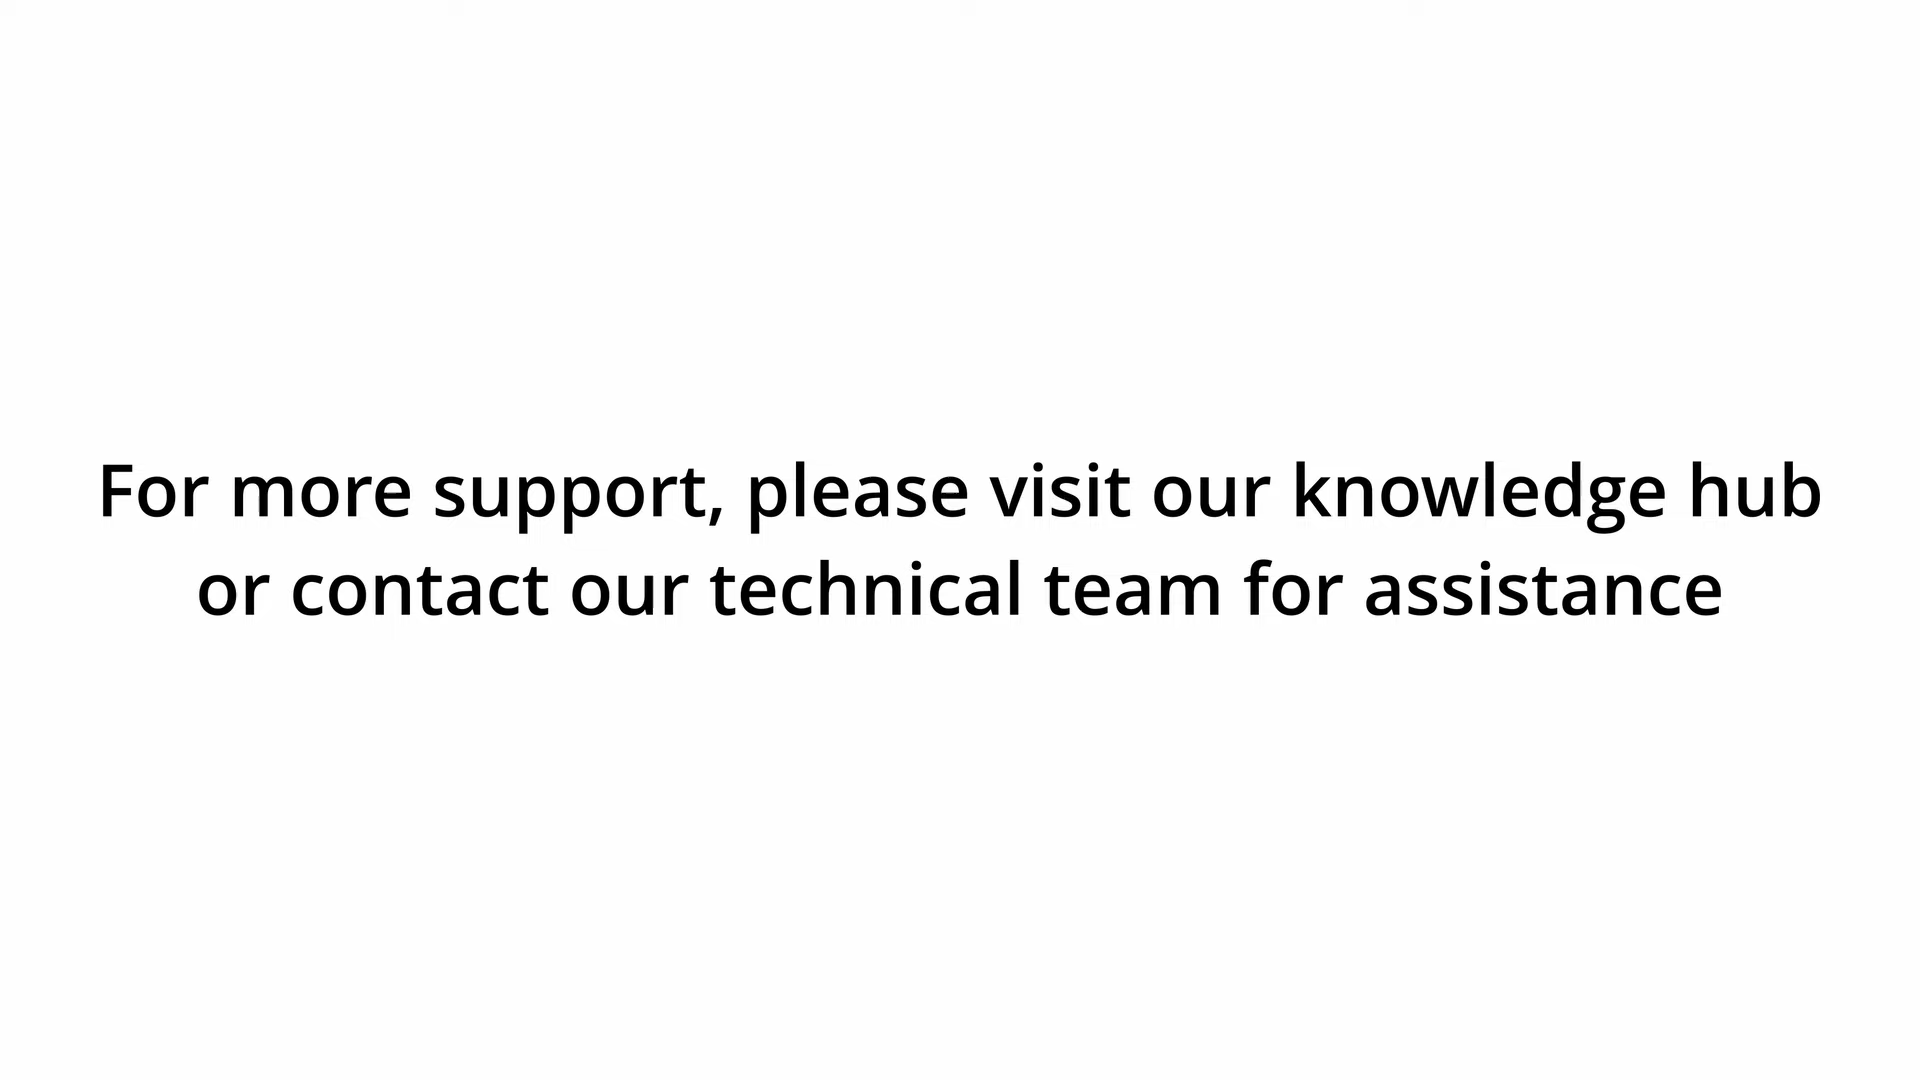 For more support, please visit our knowledge hub
or contact our technical team for assistance